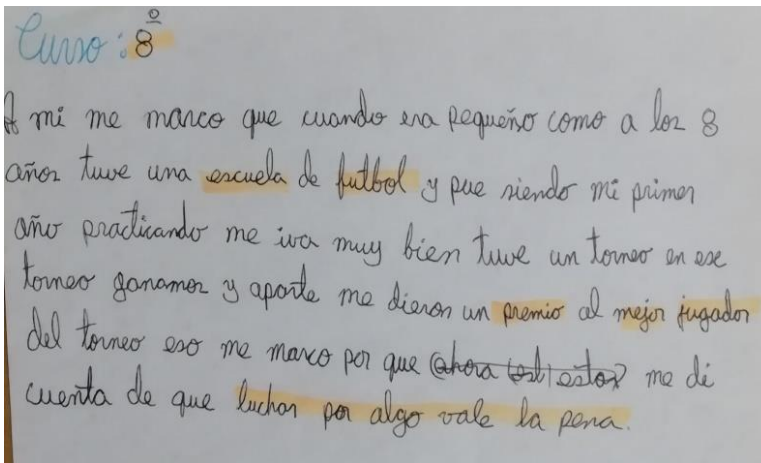 Curso: 8º
A mi me marco que cuando era pequeño como a los 8
años tuve una escuela de futbol y pue siendo mi primer
año practicando me iva muy bien tuve un torneo en ese
torneo ganamos y aparte me dieron un premio al mejor jugador
del torneo eso me marco por que me di
cuenta de que luchar por algo vale la pena.